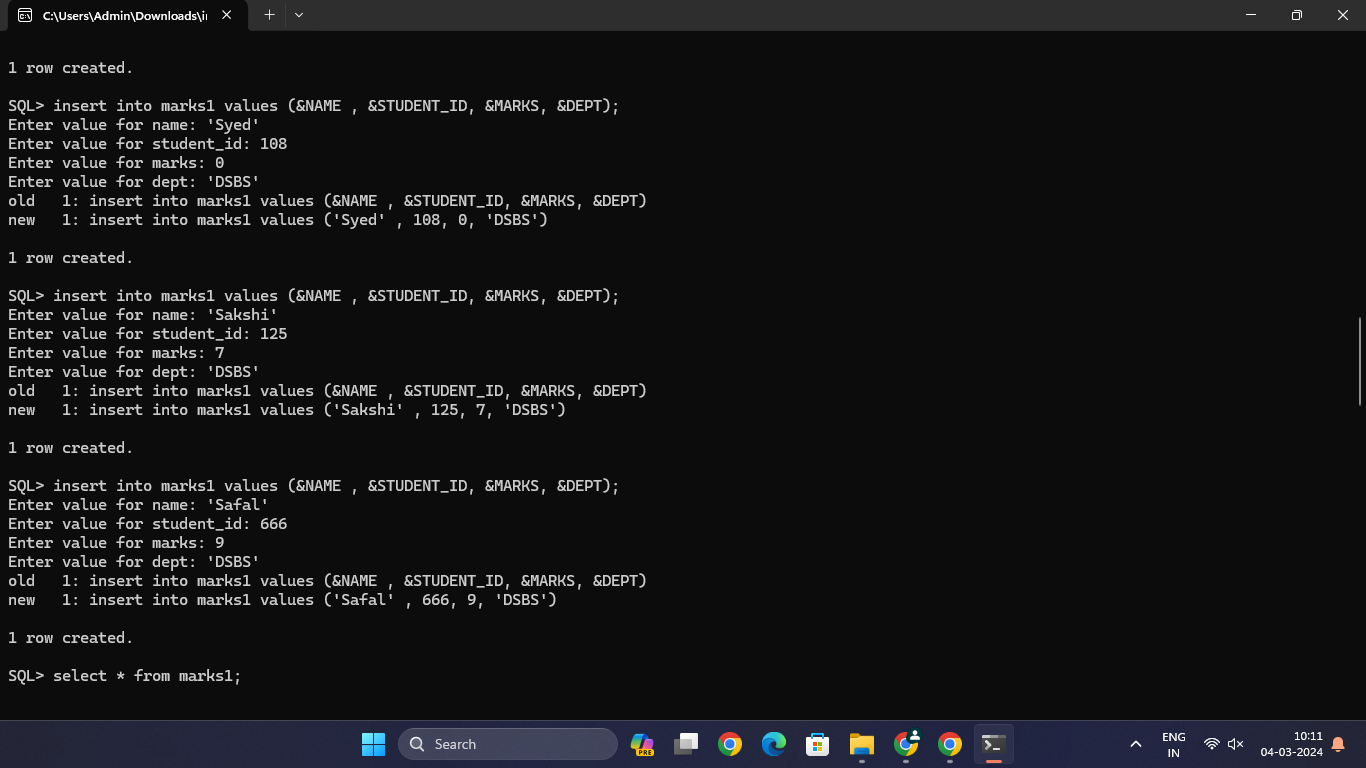 C:\Users\Admin\Downloads\in
1 row created.
SQL> insert into marks1 values (&NAME , &STUDENT_ID, &MARKS, &DEPT);
Enter value for name: 'Syed'
Enter value for student_id: 108
Enter value for marks: 0
Enter value for dept: 'DSBS'
old   1: insert into marks1 values (&NAME , &STUDENT_ID, &MARKS, &DEPT)
new   1: insert into marks1 values ('Syed' , 108, 0, 'DSBS')
1 row created.
SQL> insert into marks1 values (&NAME , &STUDENT_ID, &MARKS, &DEPT);
Enter value for name: 'Sakshi'
Enter value for student_id: 125
Enter value for marks: 7
Enter value for dept: 'DSBS'
old   1: insert into marks1 values (&NAME , &STUDENT_ID, &MARKS, &DEPT)
new   1: insert into marks1 values ('Sakshi' , 125, 7, 'DSBS')
1 row created.
SQL> insert into marks1 values (&NAME , &STUDENT_ID, &MARKS, &DEPT);
Enter value for name: 'Safal'
Enter value for student_id: 666
Enter value for marks: 9
Enter value for dept: 'DSBS'
old   1: insert into marks1 values (&NAME , &STUDENT_ID, &MARKS, &DEPT)
new   1: insert into marks1 values ('Safal' , 666, 9, 'DSBS')
1 row created.
SQL> select * from marks1;
Search
PRE
ENG
IN
10:11
04-03-2024